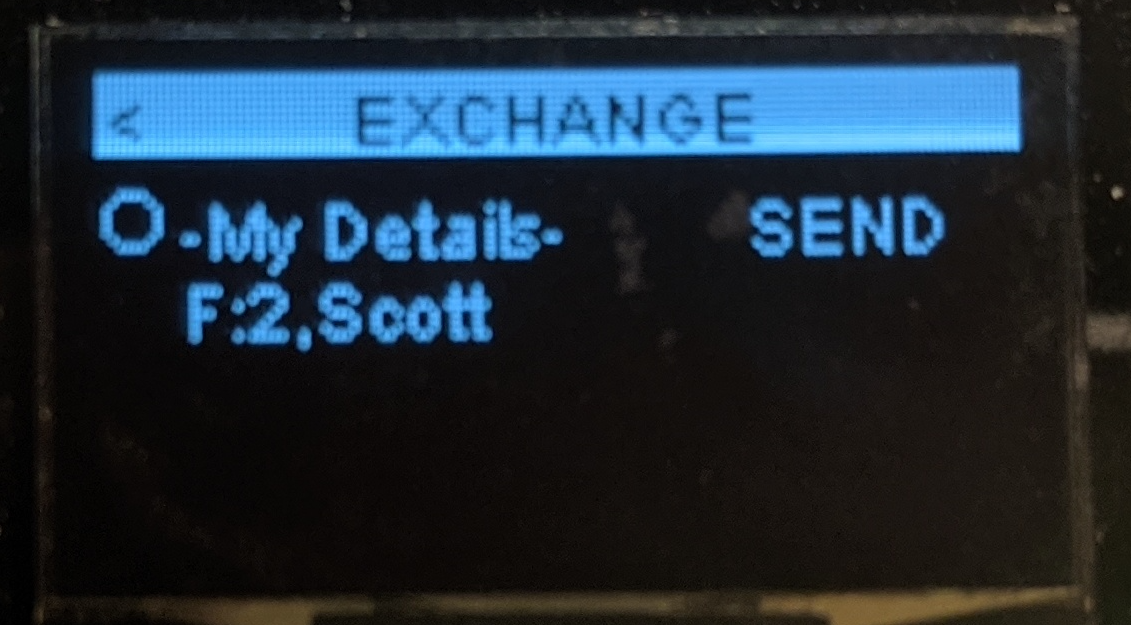 < EXCHANGE
-My Details- SEND
F:2,Scott